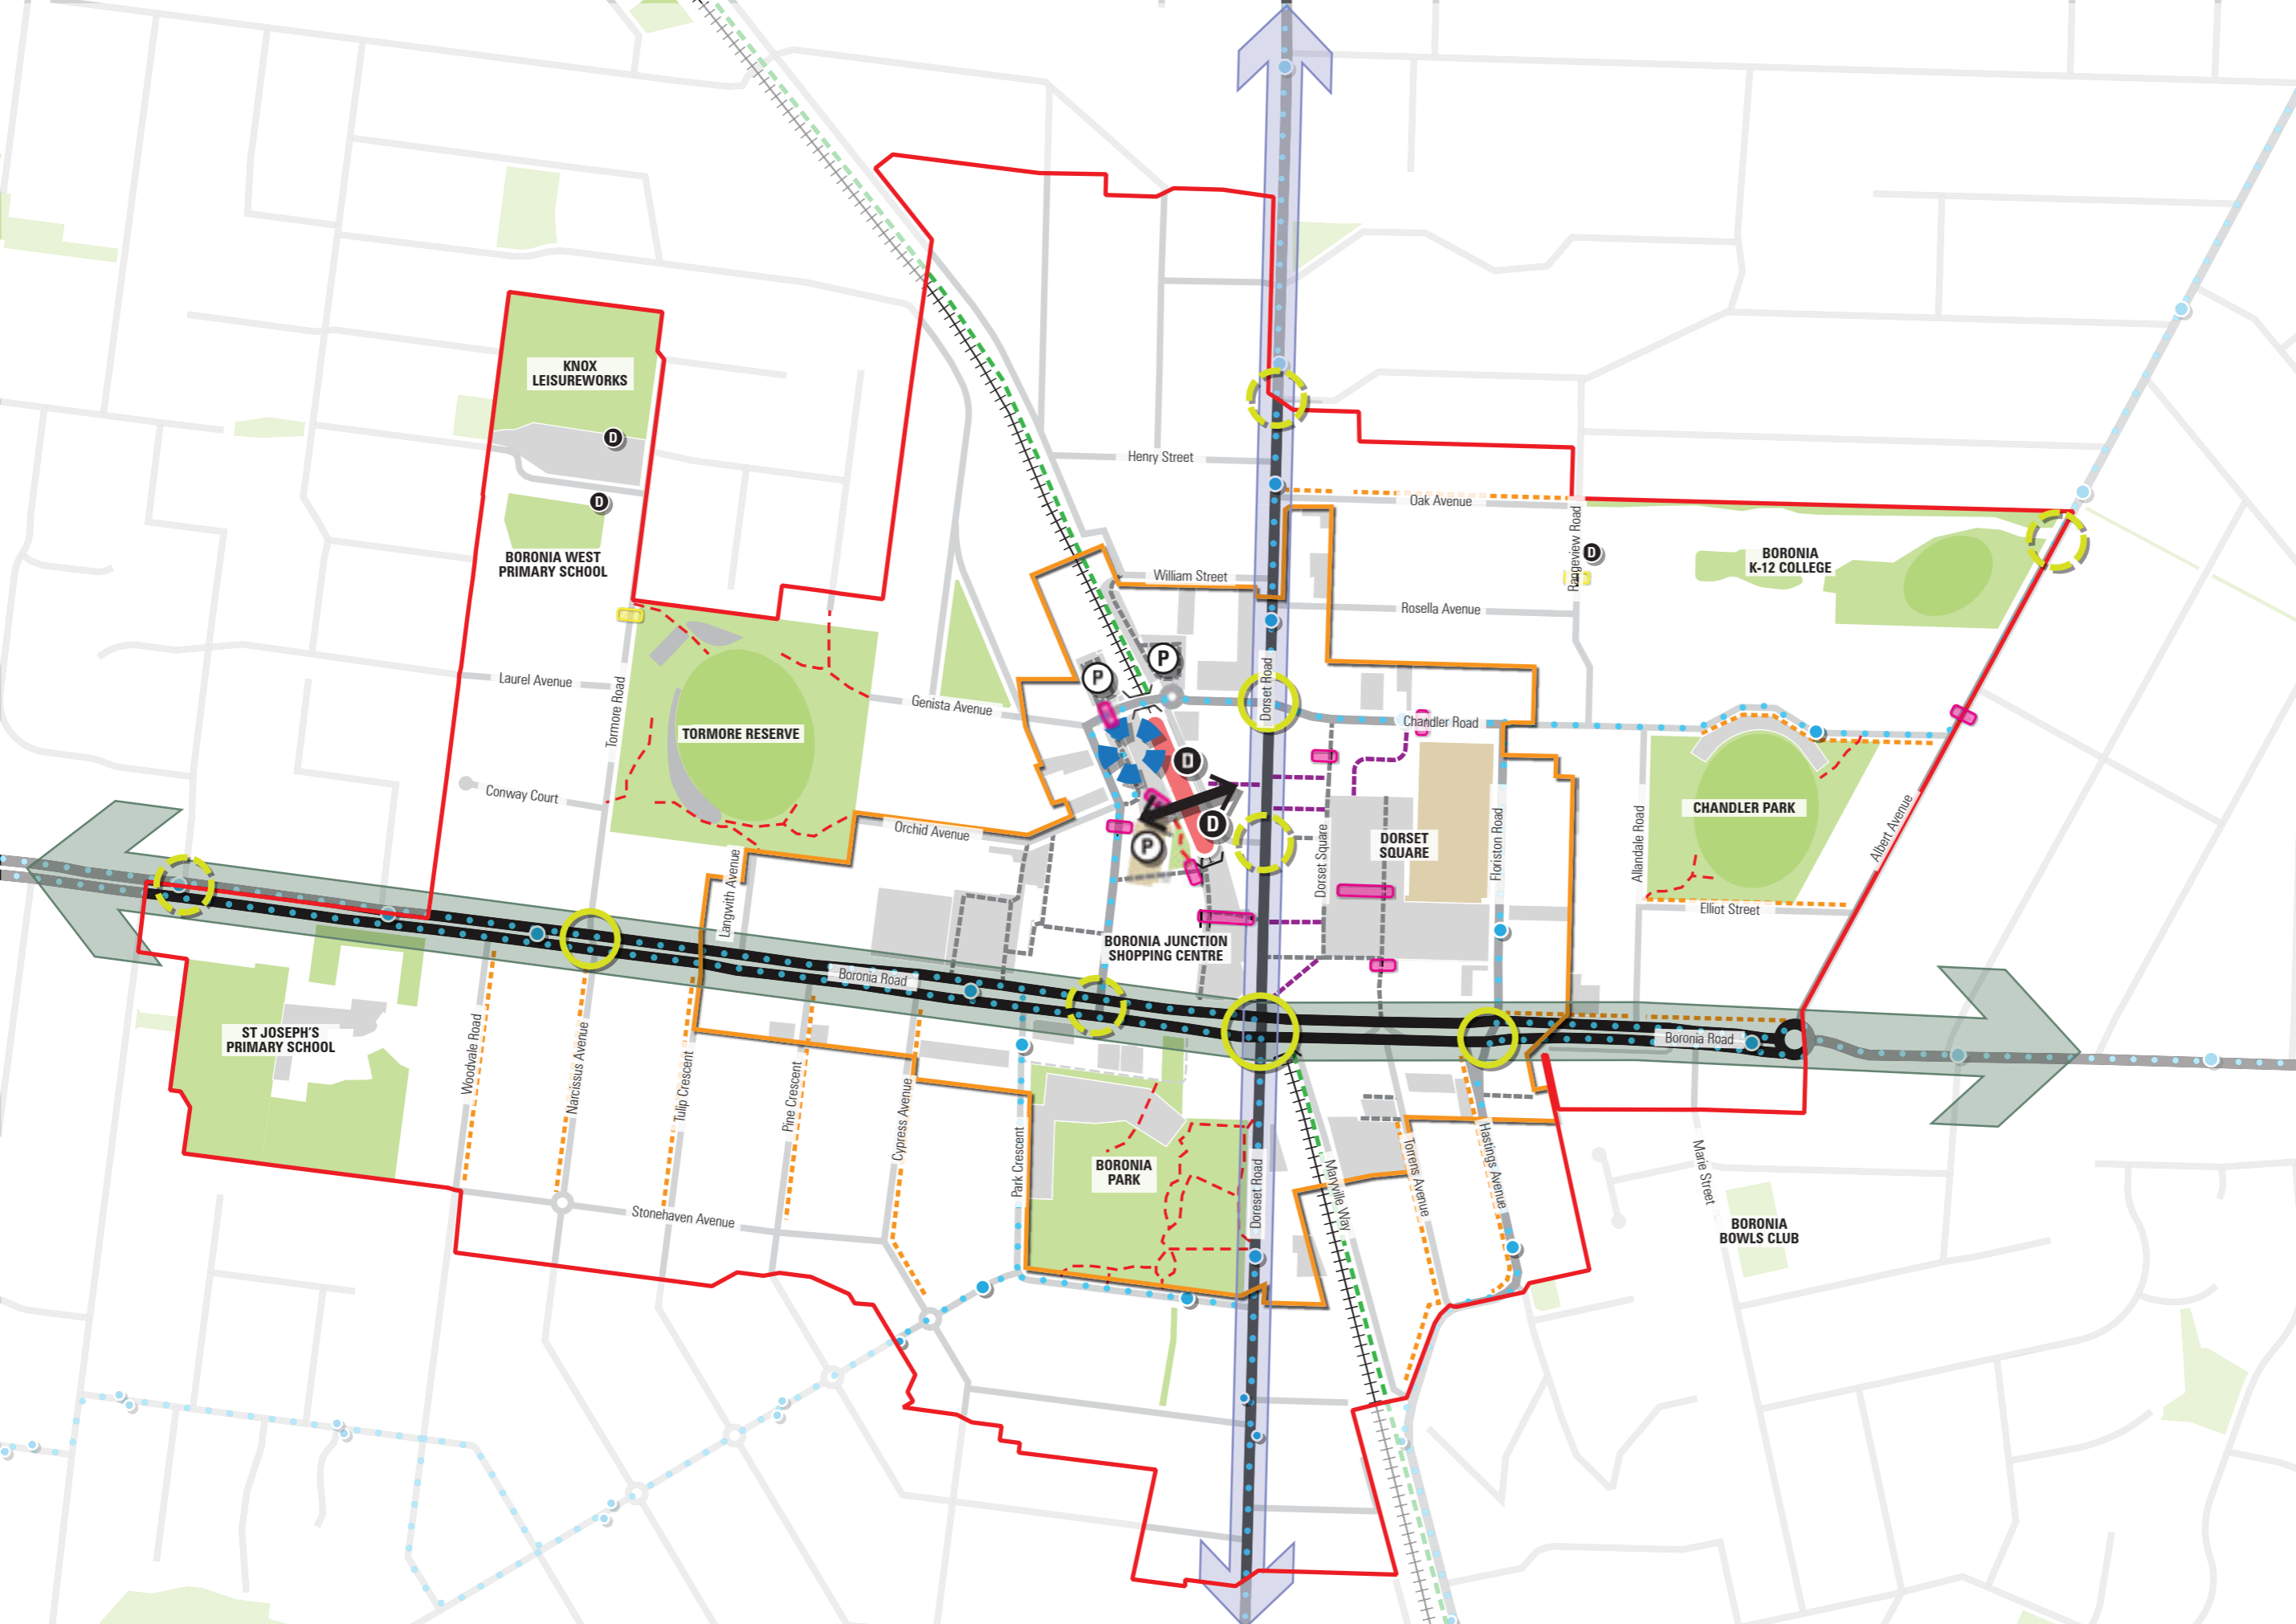 KNOX
LEISUREWORKS
D
Henry Street
D
Oak Avenue
Rangeview Road
D
BORONIA WEST
PRIMARY SCHOOL
BORONIA
K-12 COLLEGE
William Street
Rosella Avenue
P
P
Laurel Avenue
Tormore Road
Genista Avenue
Dorset Road
Chandler Road
TORMORE RESERVE
D
Conway Court
D
Orchid Avenue
P
Dorset Square
DORSET
SQUARE
Floriston Road
Allandale Road
CHANDLER PARK
Albert Avenue
Langwith Avenue
Elliot Street
BORONIA JUNCTION
SHOPPING CENTRE
Boronia Road
Boronia Road
ST JOSEPH'S
PRIMARY SCHOOL
Woodvale Road
Narcissus Avenue
Tulip Crescent
Pine Crescent
Cypress Avenue
Park Crescent
BORONIA
PARK
Doreset Road
Maryville Way
Torrens Avenue
Hastings Avenue
Marie Street
Stonehaven Avenue
BORONIA
BOWLS CLUB